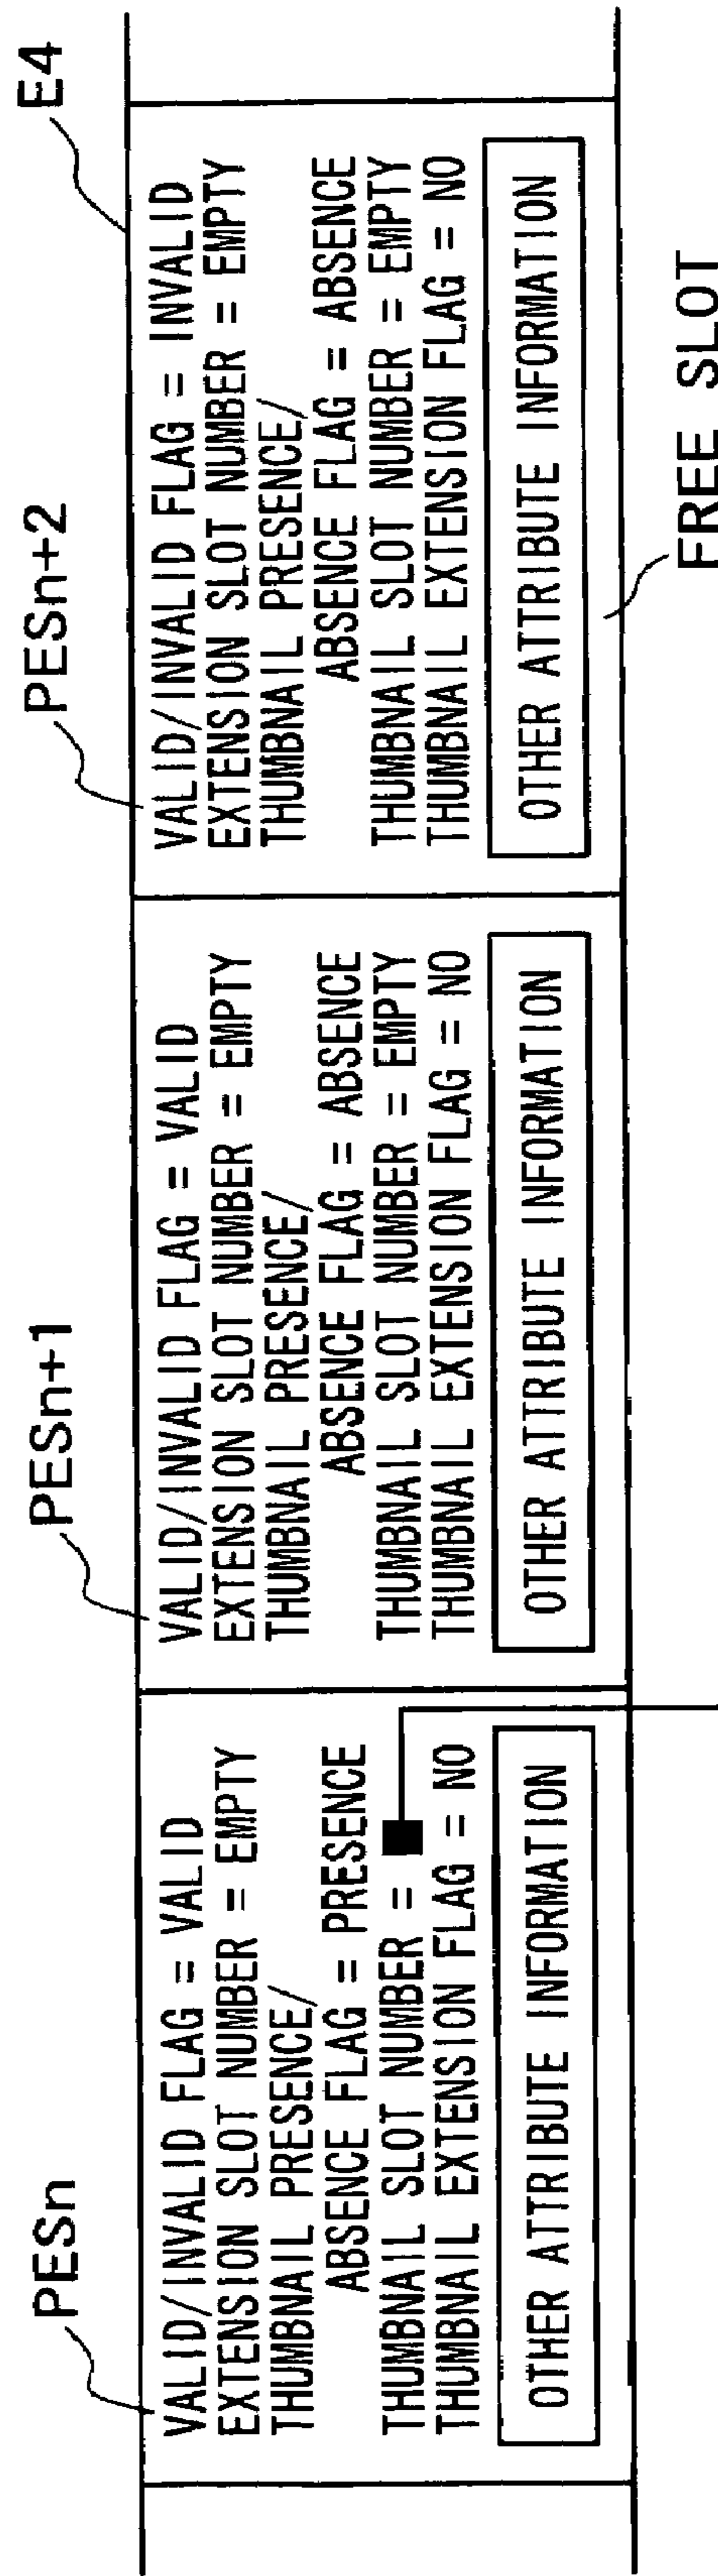 PESn
VALID/INVALID FLAG = VALID
EXTENSION SLOT NUMBER = EMPTY
THUMBNAIL PRESENCE/
ABSENCE FLAG = PRESENCE
THUMBNAIL SLOT NUMBER =
THUMBNAIL EXTENSION FLAG = NO
OTHER ATTRIBUTE INFORMATION
PESn+1
VALID/INVALID FLAG = VALID
EXTENSION SLOT NUMBER = EMPTY
THUMBNAIL PRESENCE/
ABSENCE FLAG = ABSENCE
THUMBNAIL SLOT NUMBER = EMPTY
THUMBNAIL EXTENSION FLAG = NO
OTHER ATTRIBUTE INFORMATION
PESn+2
VALID/INVALID FLAG = INVALID
EXTENSION SLOT NUMBER = EMPTY
THUMBNAIL PRESENCE/
ABSENCE FLAG = ABSENCE
THUMBNAIL SLOT NUMBER = EMPTY
THUMBNAIL EXTENSION FLAG = NO
OTHER ATTRIBUTE INFORMATION
E4
FREE SLOT